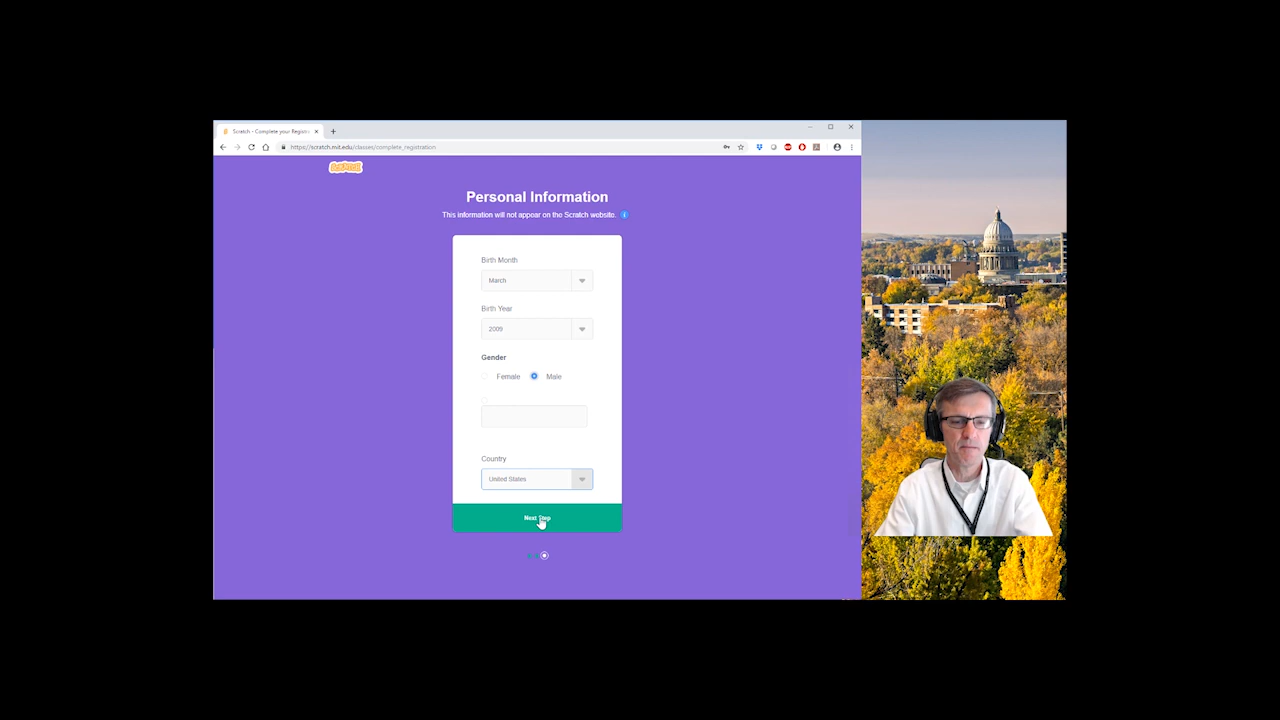 Scratch - Complete your Registra
https://scratch.mit.edu/classes/complete_registration
SCRATCH
Personal Information
This information will not appear on the Scratch website.
Birth Month
March
Birth Year
2009
Gender
Female
Male
Country
United States
Next Step